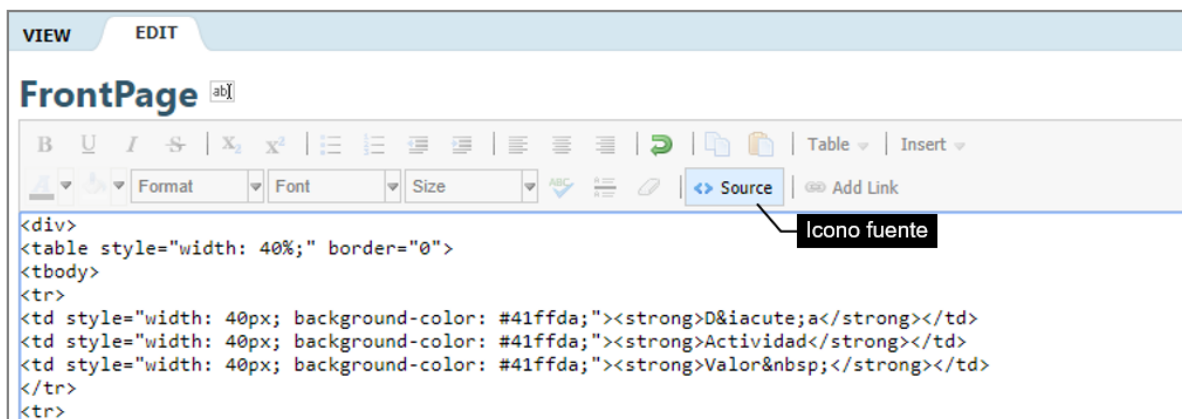 VIEW EDIT
FrontPage ab
B U I S X₂ X² Table Insert
A Format Font Size ABC <> Source Add Link
Icono fuente
<div>
<table style="width: 40%;" border="0">
<tbody>
<tr>
<td style="width: 40px; background-color: #41ffda;"><strong>D&iacute;a</strong></td>
<td style="width: 40px; background-color: #41ffda;"><strong>Actividad</strong></td>
<td style="width: 40px; background-color: #41ffda;"><strong>Valor&nbsp;</strong></td>
</tr>
<tr>